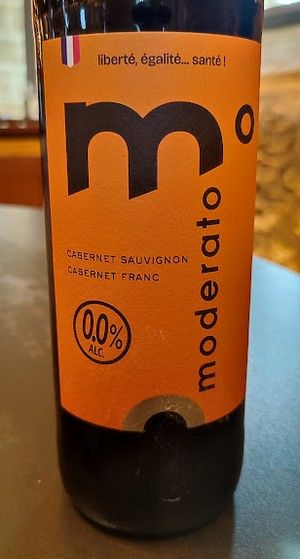 liberté, égalité... santé !
m°
CABERNET SAUVIGNON
CABERNET FRANC
0.0%
ALC.
moderato